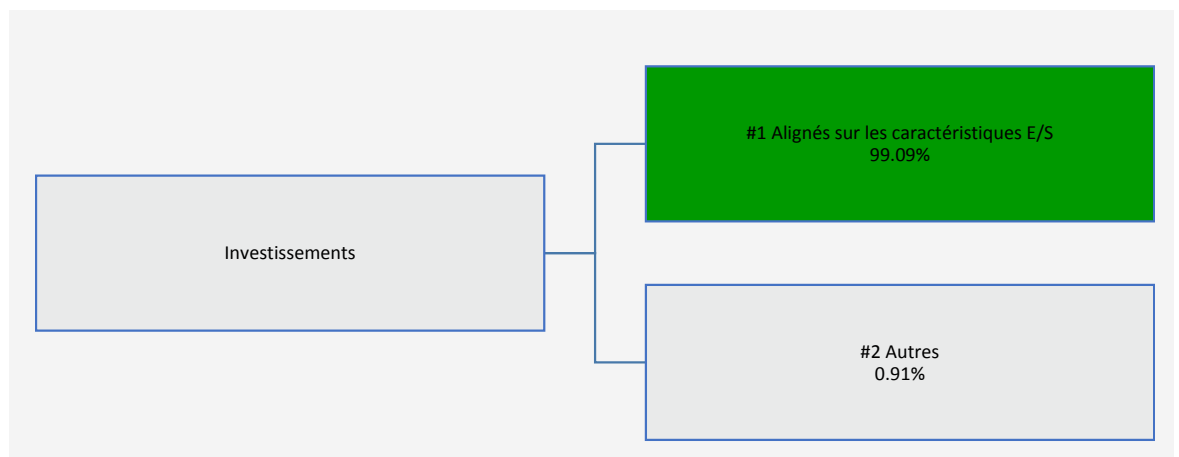 #1 Alignés sur les caractéristiques E/S
99.09%
Investissements
#2 Autres
0.91%